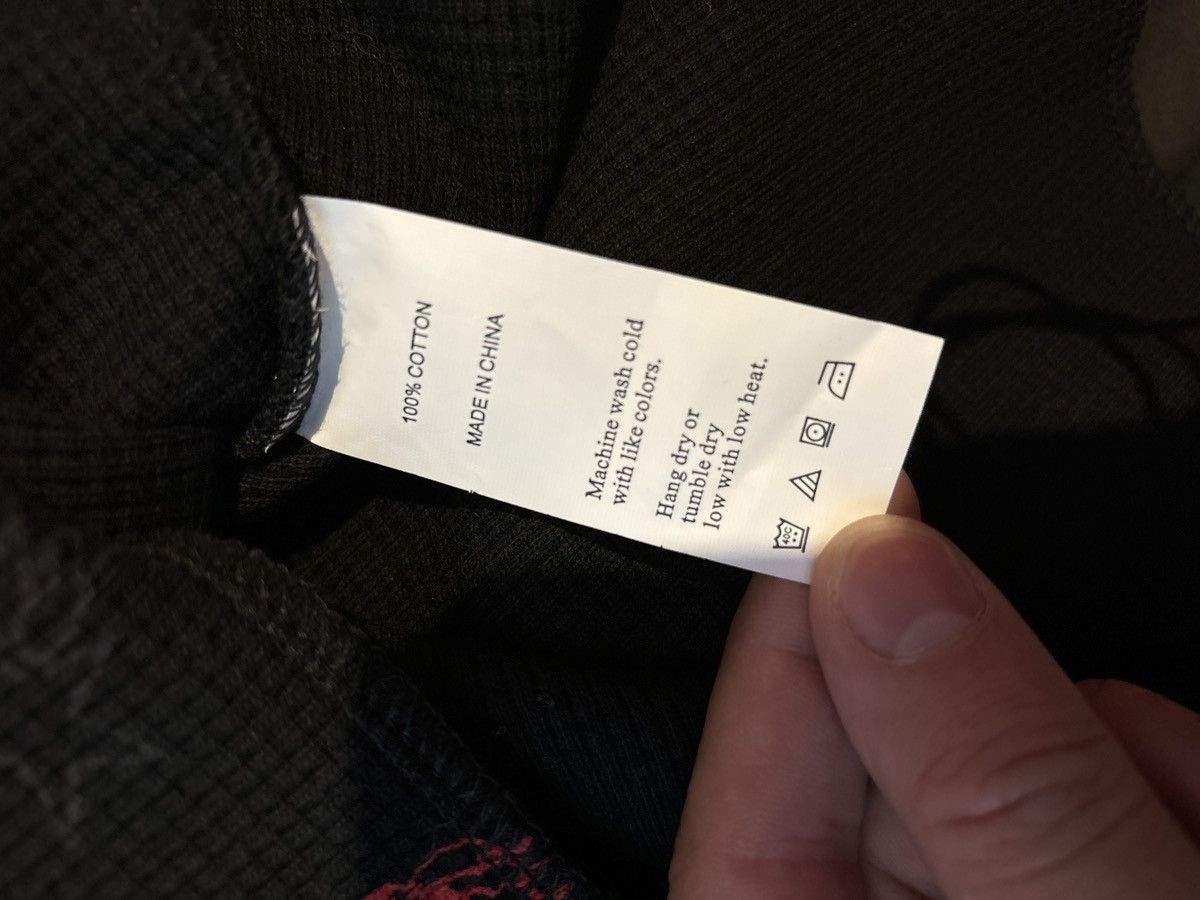 100% COTTON
MADE IN CHINA
Machine wash cold
with like colors.
Hang dry or
tumble dry
low with low heat.
40C